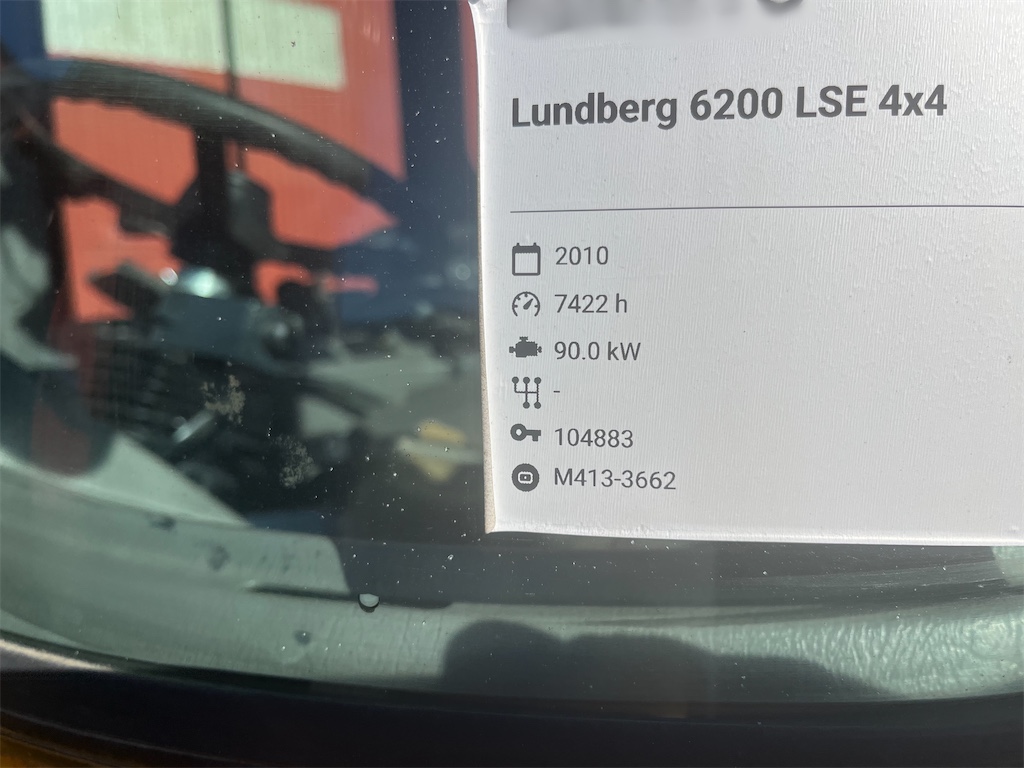 Lundberg 6200 LSE 4x4
2010
7422 h
90.0 kW
-
104883
M413-3662